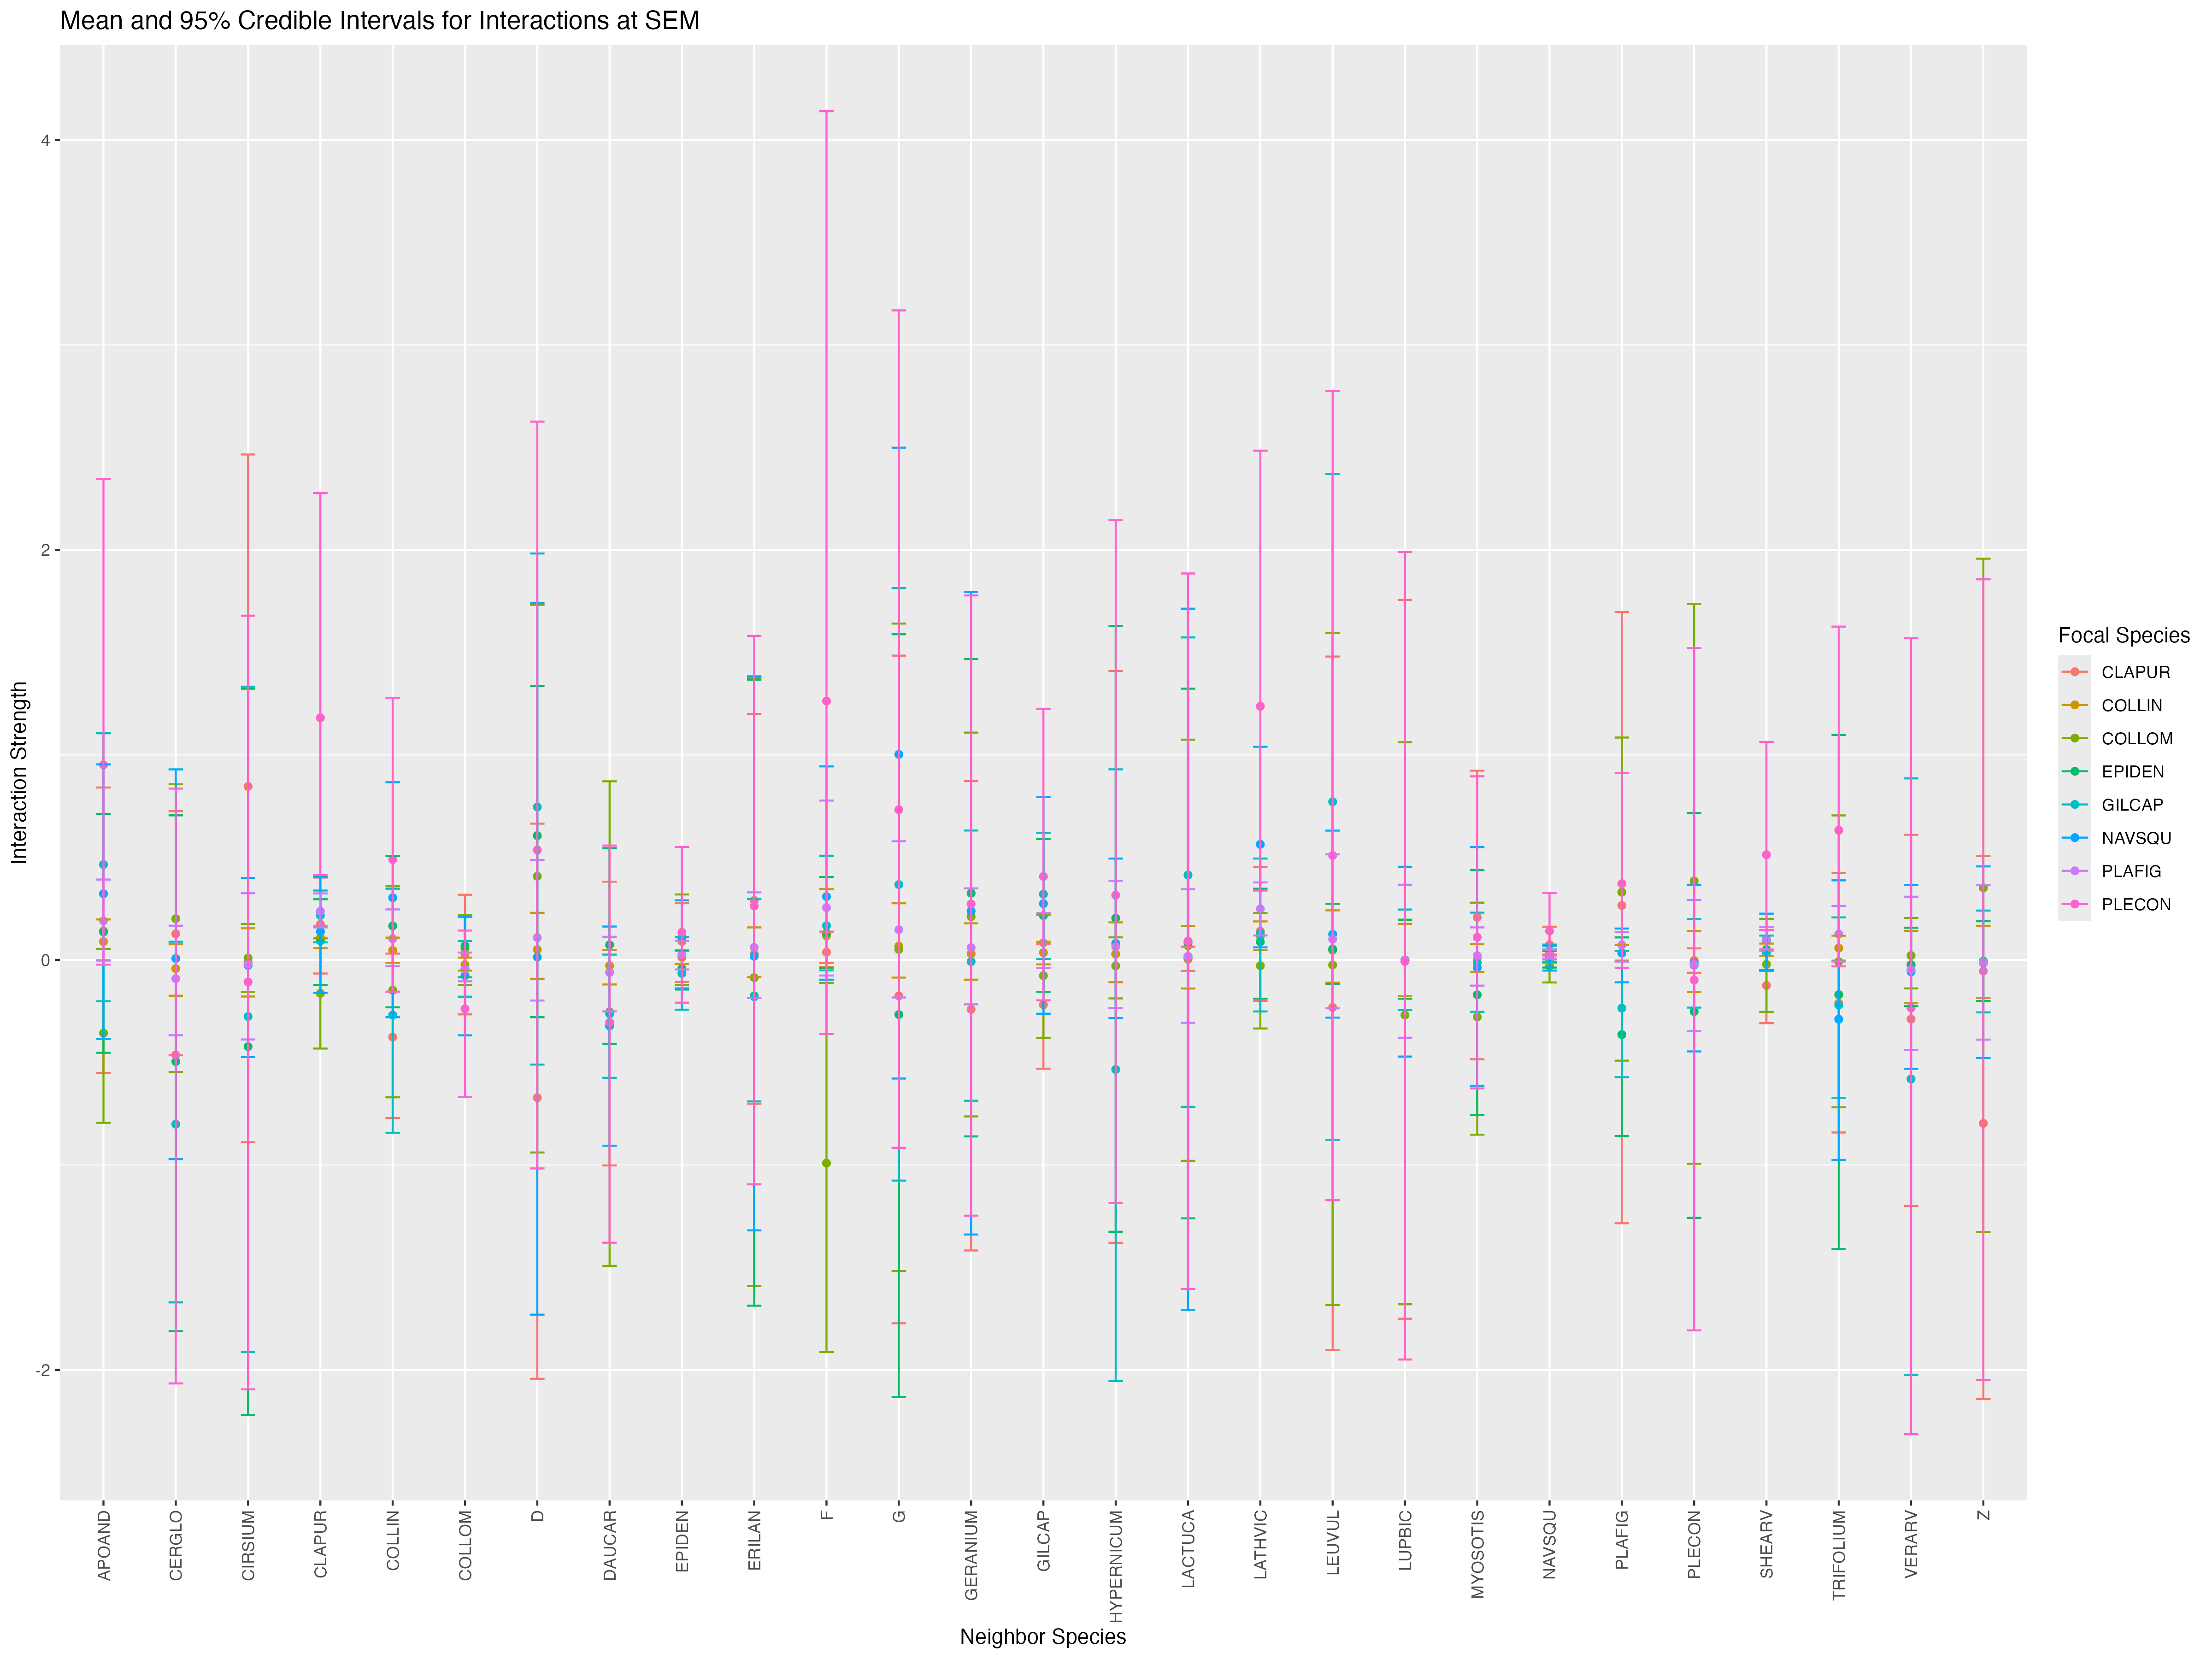 Mean and 95% Credible Intervals for Interactions at SEM
Interaction Strength
4
2
0
-2
APOAND
CERGLO
CIRSIUM
CLAPUR
COLLIN
COLLOM
D
DAUCAR
EPIDEN
ERILAN
F
G
GERANIUM
GILCAP
HYPERNICUM
LACTUCA
LATHVIC
LEUVUL
LUPBIC
MYOSOTIS
NAVSQU
PLAFIG
PLECON
SHEARV
TRIFOLIUM
VERARV
Z
Neighbor Species
Focal Species
CLAPUR
COLLIN
COLLOM
EPIDEN
GILCAP
NAVSQU
PLAFIG
PLECON